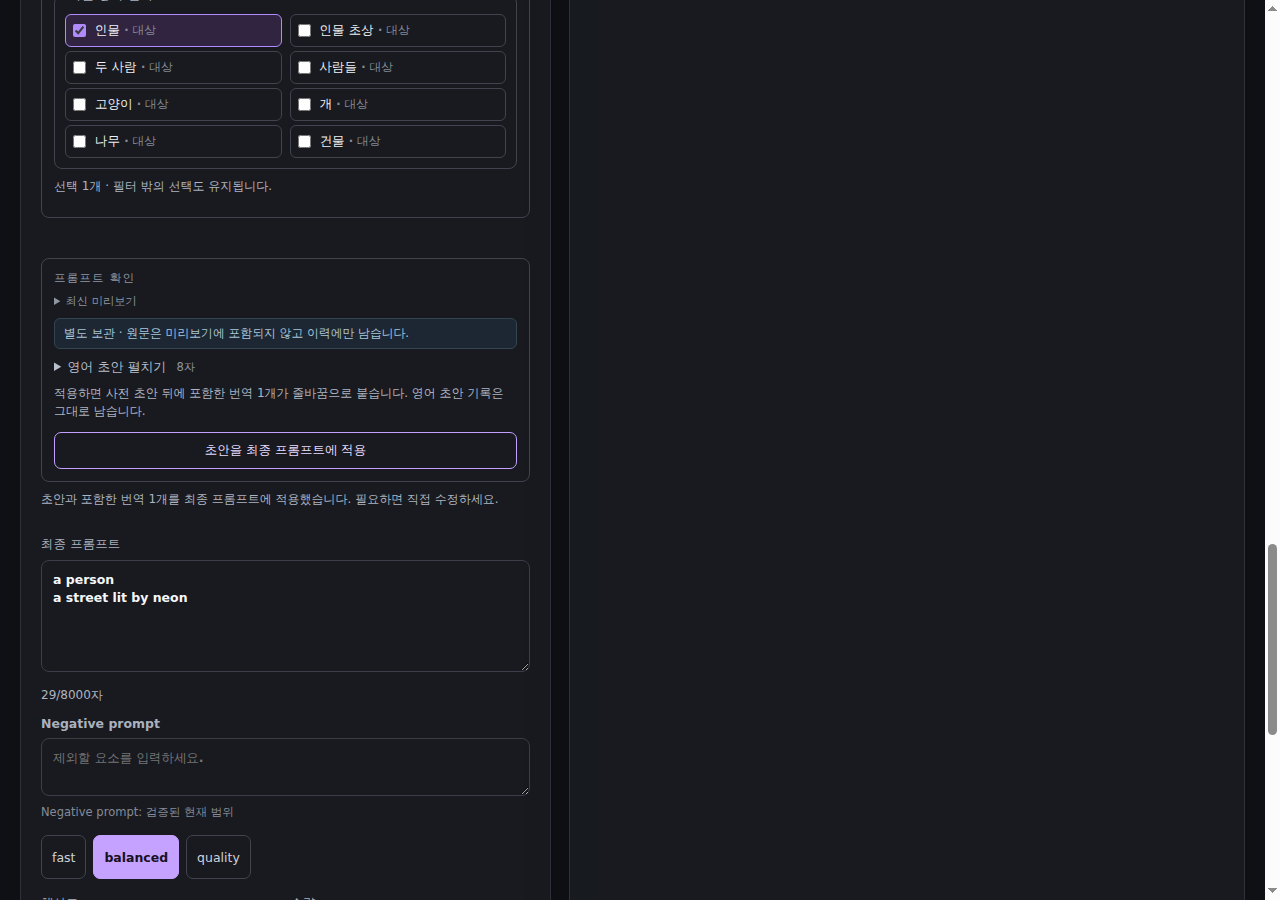 인물 • 대상
인물 초상 • 대상
두 사람 • 대상
사람들 • 대상
고양이 • 대상
개 • 대상
나무 • 대상
건물 • 대상
선택 1개 · 필터 밖의 선택도 유지됩니다.
프롬프트 확인
최신 미리보기
별도 보관 · 원문은 미리보기에 포함되지 않고 이력에만 남습니다.
영어 초안 펼치기 8자
적용하면 사전 초안 뒤에 포함한 번역 1개가 줄바꿈으로 붙습니다. 영어 초안 기록은
그대로 남습니다.
초안을 최종 프롬프트에 적용
초안과 포함한 번역 1개를 최종 프롬프트에 적용했습니다. 필요하면 직접 수정하세요.
최종 프롬프트
a person
a street lit by neon
29/8000자
Negative prompt
제외할 요소를 입력하세요.
Negative prompt: 검증된 현재 범위
fast
balanced
quality